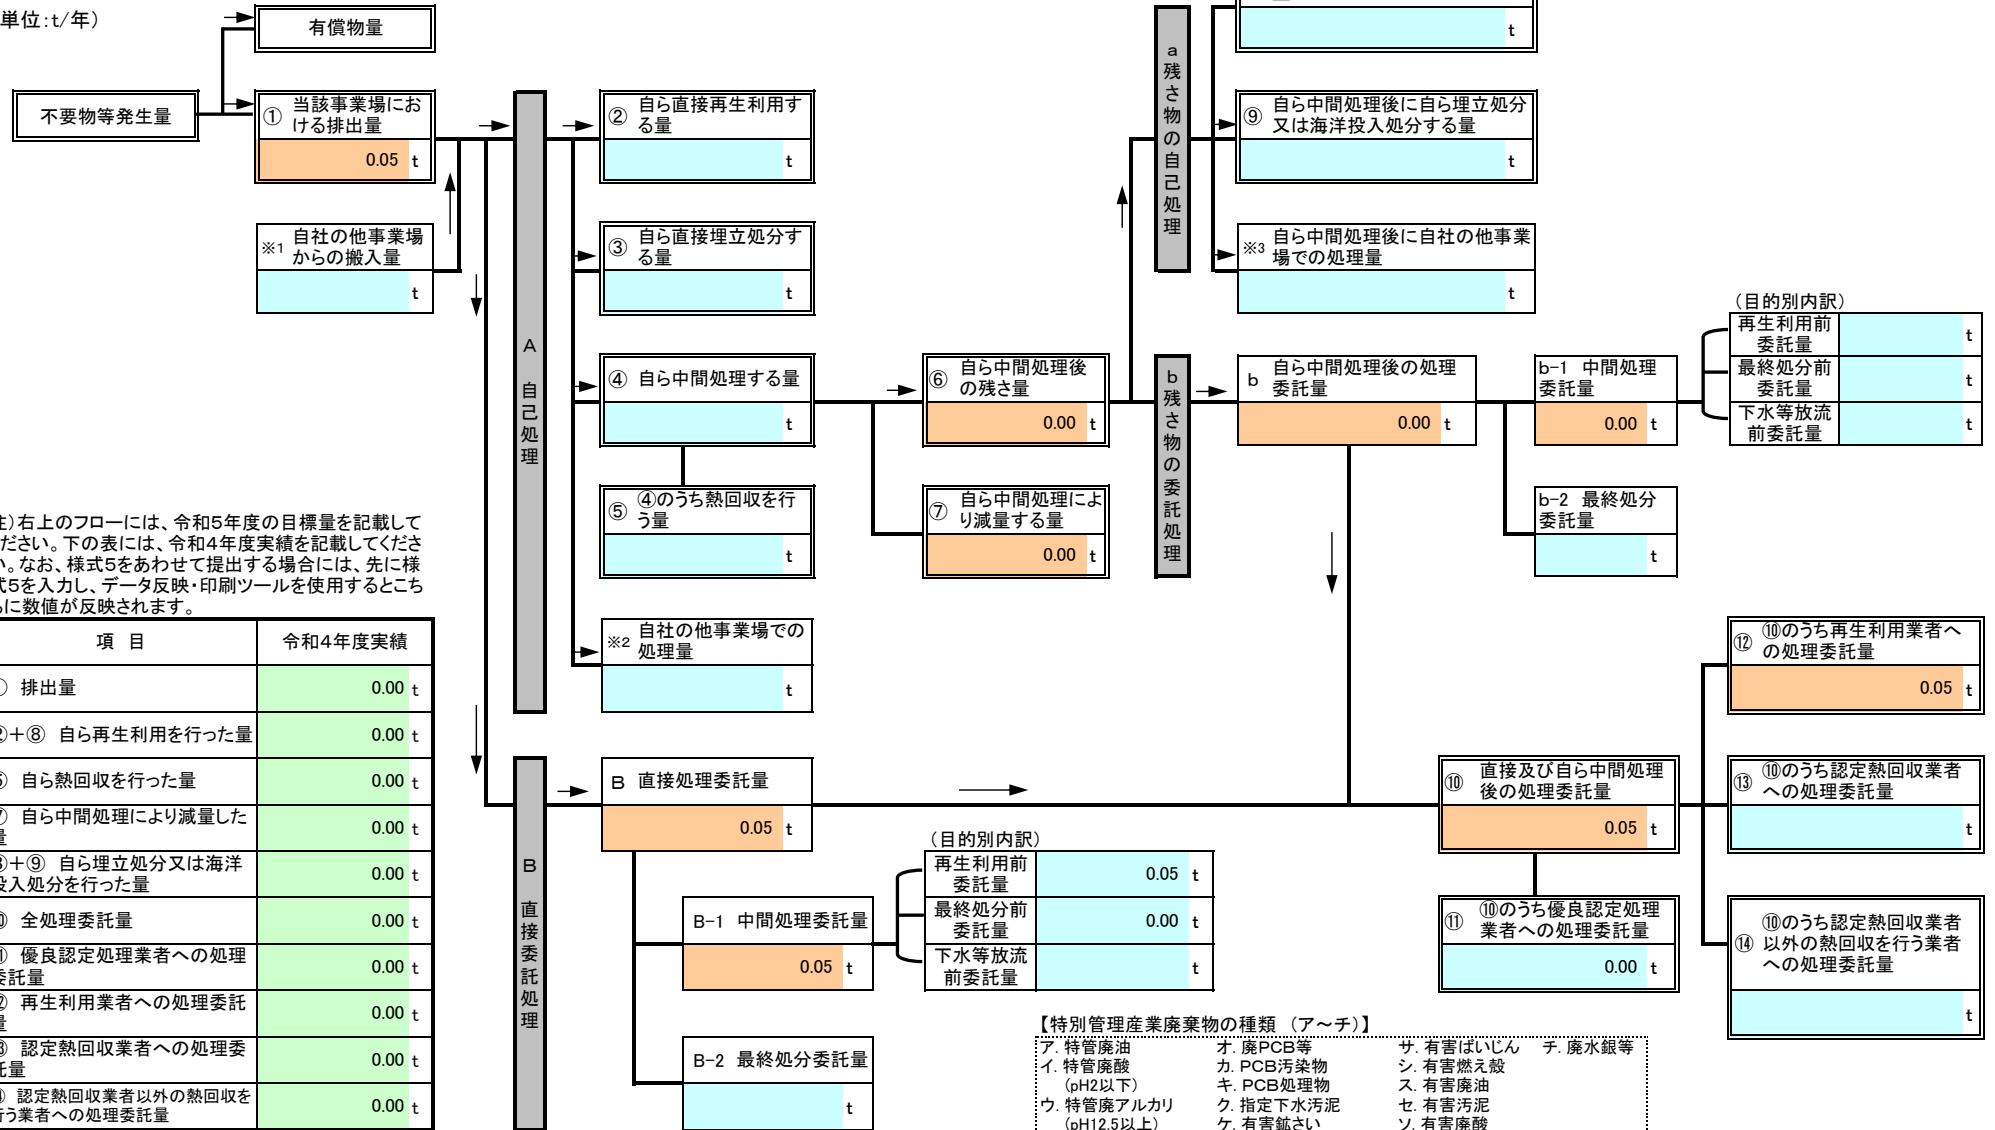 単位:t/年)
有償物量
t
不要物等発生量
① 当該事業場にお
ける排出量
0.05 t
※1 自社の他事業場
からの搬入量
t
A 自己処理
② 自ら直接再生利用す
る量
t
③ 自ら直接埋立処分す
る量
t
④ 自ら中間処理する量
t
⑤ ④のうち熱回収を行
う量
t
※2 自社の他事業場での
処理量
t
⑥ 自ら中間処理後
の残さ量
0.00 t
⑦ 自ら中間処理によ
り減量する量
0.00 t
a 残さ物の自己処理
⑨ 自ら中間処理後に自ら埋立処分
又は海洋投入処分する量
t
※3 自ら中間処理後に自社の他事業
場での処理量
t
b 残さ物の委託処理
b 自ら中間処理後の処理
委託量
0.00 t
b-1 中間処理
委託量
0.00 t
(目的別内訳)
再生利用前
委託量
t
最終処分前
委託量
t
下水等放流
前委託量
t
b-2 最終処分
委託量
t
)右上のフローには、令和5年度の目標量を記載して
ださい。下の表には、令和4年度実績を記載してくださ
。なお、様式5をあわせて提出する場合には、先に様
式5を入力し、データ反映・印刷ツールを使用するとこち
に数値が反映されます。
項 目 令和4年度実績
排出量 0.00 t
+⑧ 自ら再生利用を行った量 0.00 t
自ら熱回収を行った量 0.00 t
自ら中間処理により減量した
量 0.00 t
+⑨ 自ら埋立処分又は海洋
投入処分を行った量 0.00 t
全処理委託量 0.00 t
優良認定処理業者への処理
委託量 0.00 t
再生利用業者への処理委託
量 0.00 t
認定熱回収業者への処理委
託量 0.00 t
認定熱回収業者以外の熱回収を
行う業者への処理委託量 0.00 t
B 直接委託処理
B 直接処理委託量
0.05 t
B-1 中間処理委託量
0.05 t
(目的別内訳)
再生利用前
委託量
0.05 t
最終処分前
委託量
0.00 t
下水等放流
前委託量
t
B-2 最終処分委託量
t
⑩ 直接及び自ら中間処理
後の処理委託量
0.05 t
⑪ ⑩のうち優良認定処理
業者への処理委託量
0.00 t
⑫ ⑩のうち再生利用業者へ
の処理委託量
0.05 t
⑬ ⑩のうち認定熱回収業者
への処理委託量
t
⑭ ⑩のうち認定熱回収業者
以外の熱回収を行う業者
への処理委託量
t
【特別管理産業廃棄物の種類 (ア～チ)】
ア. 特管廃油 オ. 廃PCB等 サ. 有害ばいじん チ. 廃水銀等
イ. 特管廃酸 カ. PCB汚染物 シ. 有害燃え殻
(pH2以下) キ. PCB処理物 ス. 有害廃油
ウ. 特管廃アルカリ ク. 指定下水汚泥 セ. 有害汚泥
(pH12.5以上) ケ. 有害鉱さい ソ. 有害廃酸